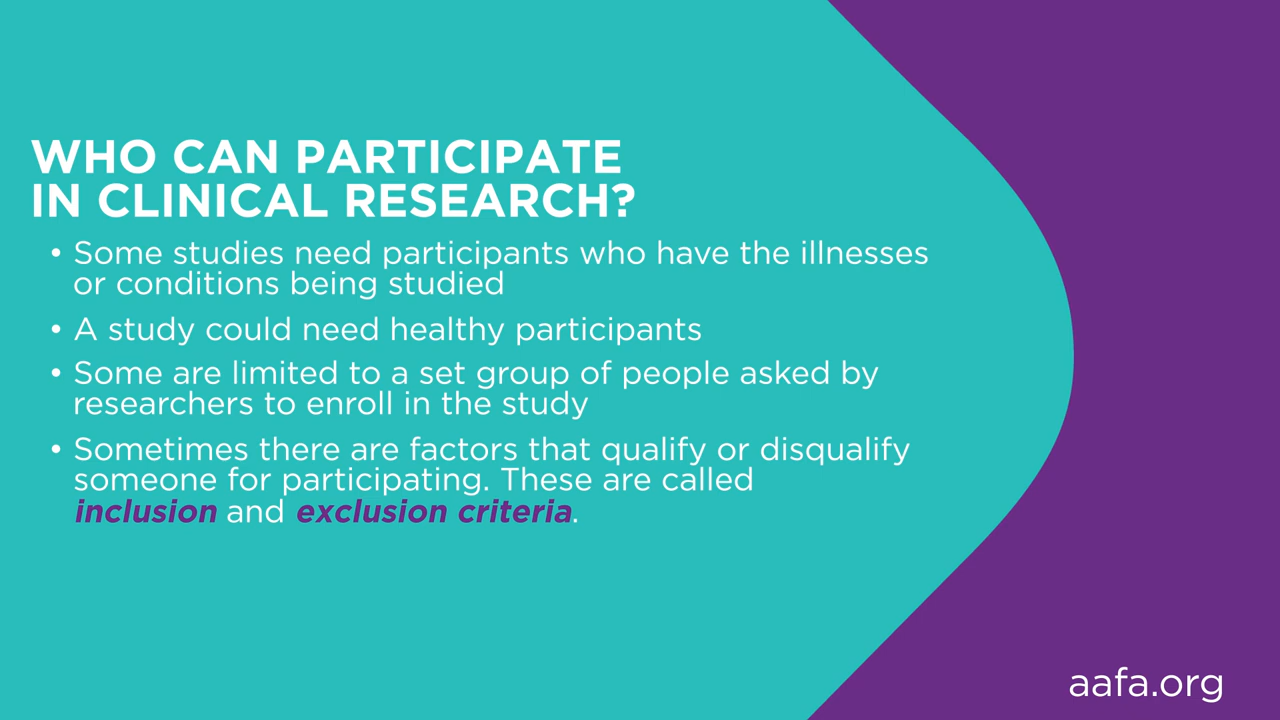 WHO CAN PARTICIPATE
IN CLINICAL RESEARCH?
• Some studies need participants who have the illnesses
or conditions being studied
• A study could need healthy participants
• Some are limited to a set group of people asked by
researchers to enroll in the study
• Sometimes there are factors that qualify or disqualify
someone for participating. These are called
inclusion and exclusion criteria.
aafa.org